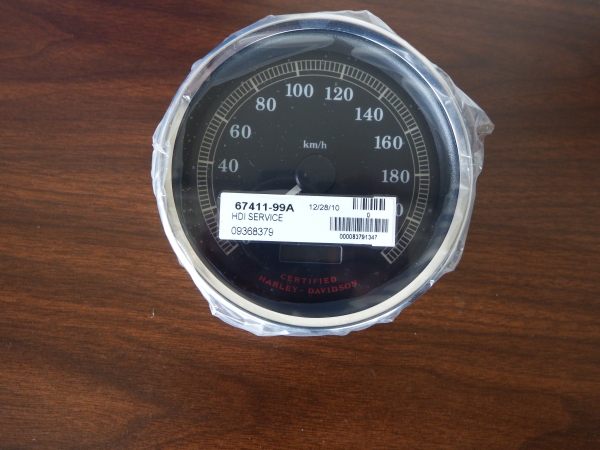 100 120
80 140
60 160
km/h
40 180
67411-99A 12/28/10
HDI SERVICE 0
09368379 000083791347
CERTIFIED
HARLEY - DAVIDSON